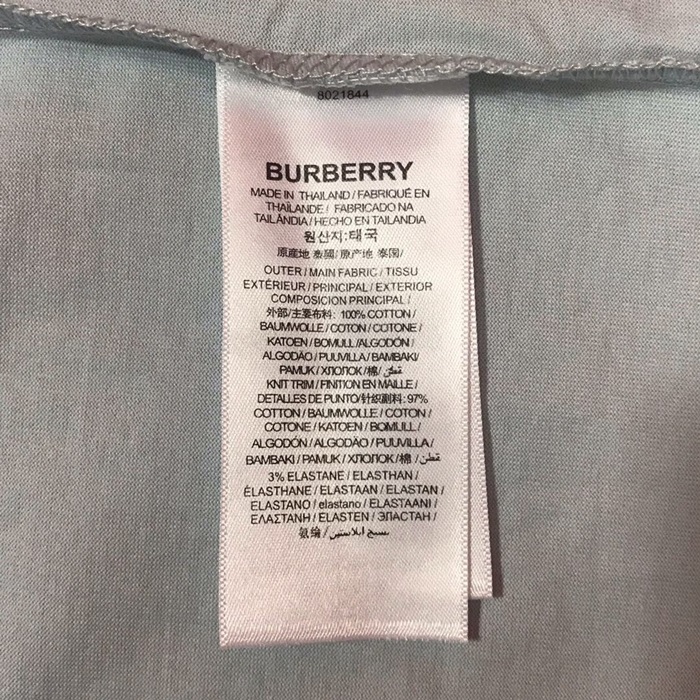 8021844
BURBERRY
MADE IN THAILAND / FABRIQUÉ EN
THAÏLANDE / FABRICADO NA
TAILÂNDIA / HECHO EN TAILANDIA
원산지:태국
原産地 泰國/ 原产地 泰国/
OUTER / MAIN FABRIC / TISSU
EXTÉRIEUR / PRINCIPAL / EXTERIOR
COMPOSICION PRINCIPAL /
外部/主要布料: 100% COTTON /
BAUMWOLLE / COTON / COTONE /
KATOEN / BOMULL /ALGODÓN /
ALGODÃO / PUUVILLA / BAMBAKI/
PAMUK / ХЛОПОК/棉/ قطن
KNIT TRIM / FINITION EN MAILLE /
DETALLES DE PUNTO/针织副料: 97%
COTTON / BAUMWOLLE / COTON /
COTONE / KATOEN / BOMULL /
ALGODÓN / ALGODÃO / PUUVILLA /
BAMBAKI / PAMUK / ХЛОПОК/棉 / قطن
3% ELASTANE / ELASTHAN /
ÉLASTHANE / ELASTAAN / ELASTAN /
ELASTANO / elastano / ELASTAANI /
ΕΛΑΣΤΑΝΗ / ELASTEN / ЭЛАСТАН /
氨纶 / نسيج ايلاستين